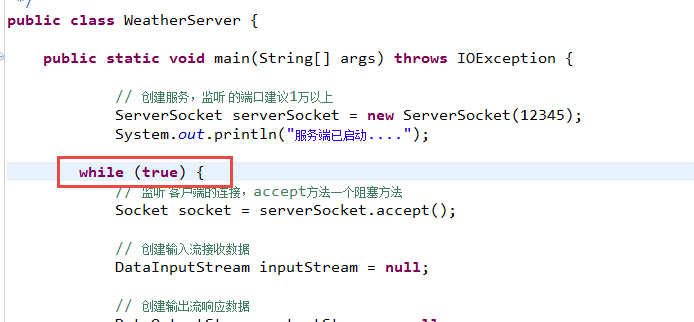 */
public class WeatherServer {
public static void main(String[] args) throws IOException {
// 创建服务，监听的端口建议1万以上
ServerSocket serverSocket = new ServerSocket(12345);
System.out.println("服务端已启动....");
while (true) {
// 监听客户端的连接，accept方法一个阻塞方法
Socket socket = serverSocket.accept();
// 创建输入流接收数据
DataInputStream inputStream = null;
// 创建输出流响应数据